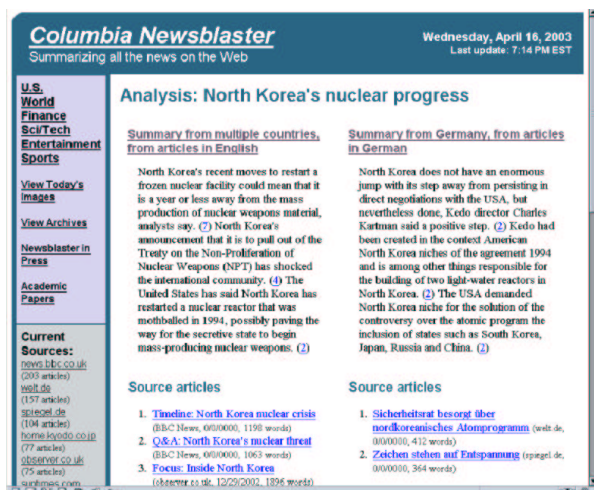 Columbia Newsblaster
Summarizing all the news on the Web
Wednesday, April 16, 2003
Last update: 7:14 PM EST
U.S.
World
Finance
Sci/Tech
Entertainment
Sports
View Today's
Images
View Archives
Newsblaster in
Press
Academic
Papers
Current
Sources:
news.bbc.co.uk
(203 articles)
welt.de
(157 articles)
spiegel.de
(104 articles)
home.kyodo.co.jp
(77 articles)
observer.co.uk
(75 articles)
suntimes.com
Analysis: North Korea's nuclear progress
Summary from multiple countries,
from articles in English
North Korea's recent moves to restart a
frozen nuclear facility could mean that it
is a year or less away from the mass
production of nuclear weapons material,
analysts say. (7) North Korea's
announcement that it is to pull out of the
Treaty on the Non-Proliferation of
Nuclear Weapons (NPT) has shocked
the international community. (4) The
United States has said North Korea has
restarted a nuclear reactor that was
mothballed in 1994, possibly paving the
way for the secretive state to begin
mass-producing nuclear weapons. (2)
Source articles
1. Timeline: North Korea nuclear crisis
(BBC News, 0/0/0000, 1198 words)
2. Q&A: North Korea's nuclear threat
(BBC News, 0/0/0000, 1063 words)
3. Focus: Inside North Korea
(observer.co.uk, 12/29/2002, 1896 words)
Summary from Germany, from articles
in German
North Korea does not have an enormous
jump with its step away from persisting in
direct negotiations with the USA, but
nevertheless done, Kedo director Charles
Kartman said a positive step. (2) Kedo had
been created in the context American
North Korea niches of the agreement 1994
and is among other things responsible for
the building of two light-water reactors in
North Korea. (2) The USA demanded
North Korea niche for the solution of the
controversy over the atomic program the
inclusion of states such as South Korea,
Japan, Russia and China. (2)
Source articles
1. Sicherheitsrat besorgt über
nordkoreanisches Atomprogramm (welt.de,
0/0/0000, 412 words)
2. Zeichen stehen auf Entspannung (spiegel.de,
0/0/0000, 364 words)